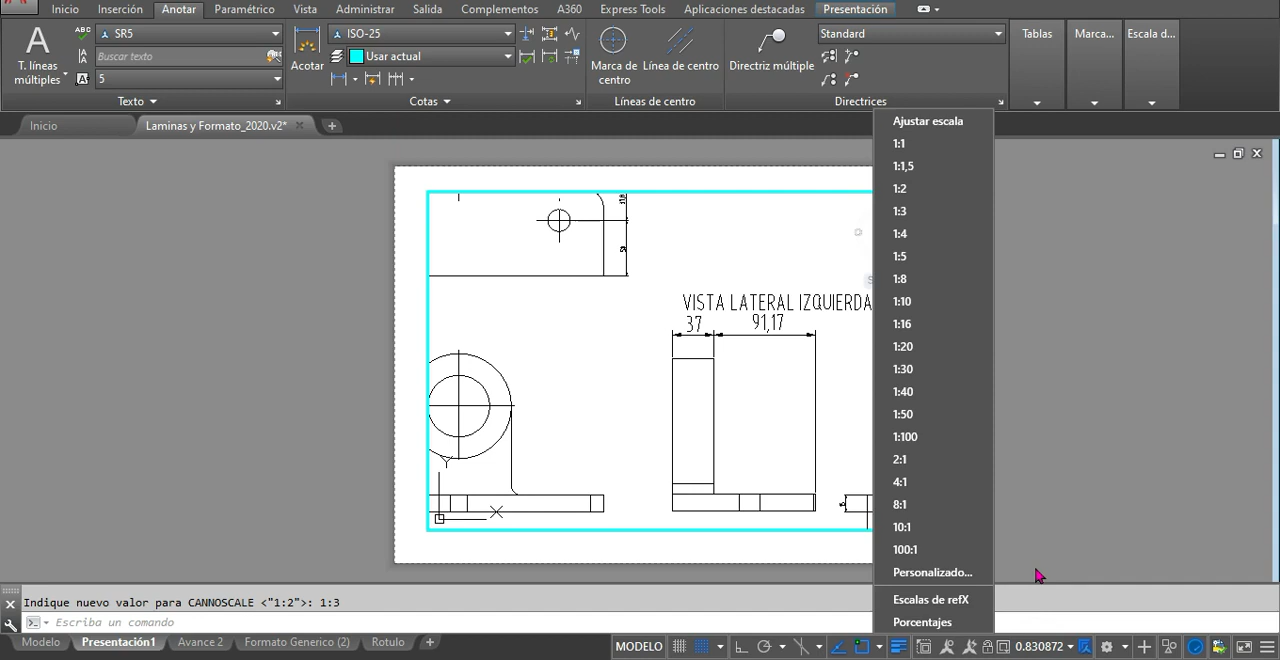 Inicio Inserción Anotar Paramétrico Vista Administrar Salida Complementos A360 Express Tools Aplicaciones destacadas Presentación
A ABC SR5 ISO-25 Standard Tablas Marca... Escala d...
T. líneas múltiples Buscar texto Acotar Usar actual Marca de centro Línea de centro Directriz múltiple
A 5
Texto Cotas Líneas de centro Directrices
Inicio Laminas y Formato_2020.v2* +
Ajustar escala
1:1
1:1,5
1:2
1:3
1:4
1:5
1:8
1:10
1:16
1:20
1:30
1:40
1:50
1:100
2:1
4:1
8:1
10:1
100:1
Personalizado...
Escalas de refX
Porcentajes
VISTA LATERAL IZQUIERDA
37 91,17
Y
X
Indique nuevo valor para CANNOSCALE <"1:2">: 1:3
Escriba un comando
Modelo Presentación1 Avance 2 Formato Generico (2) Rotulo + MODELO 0.830872